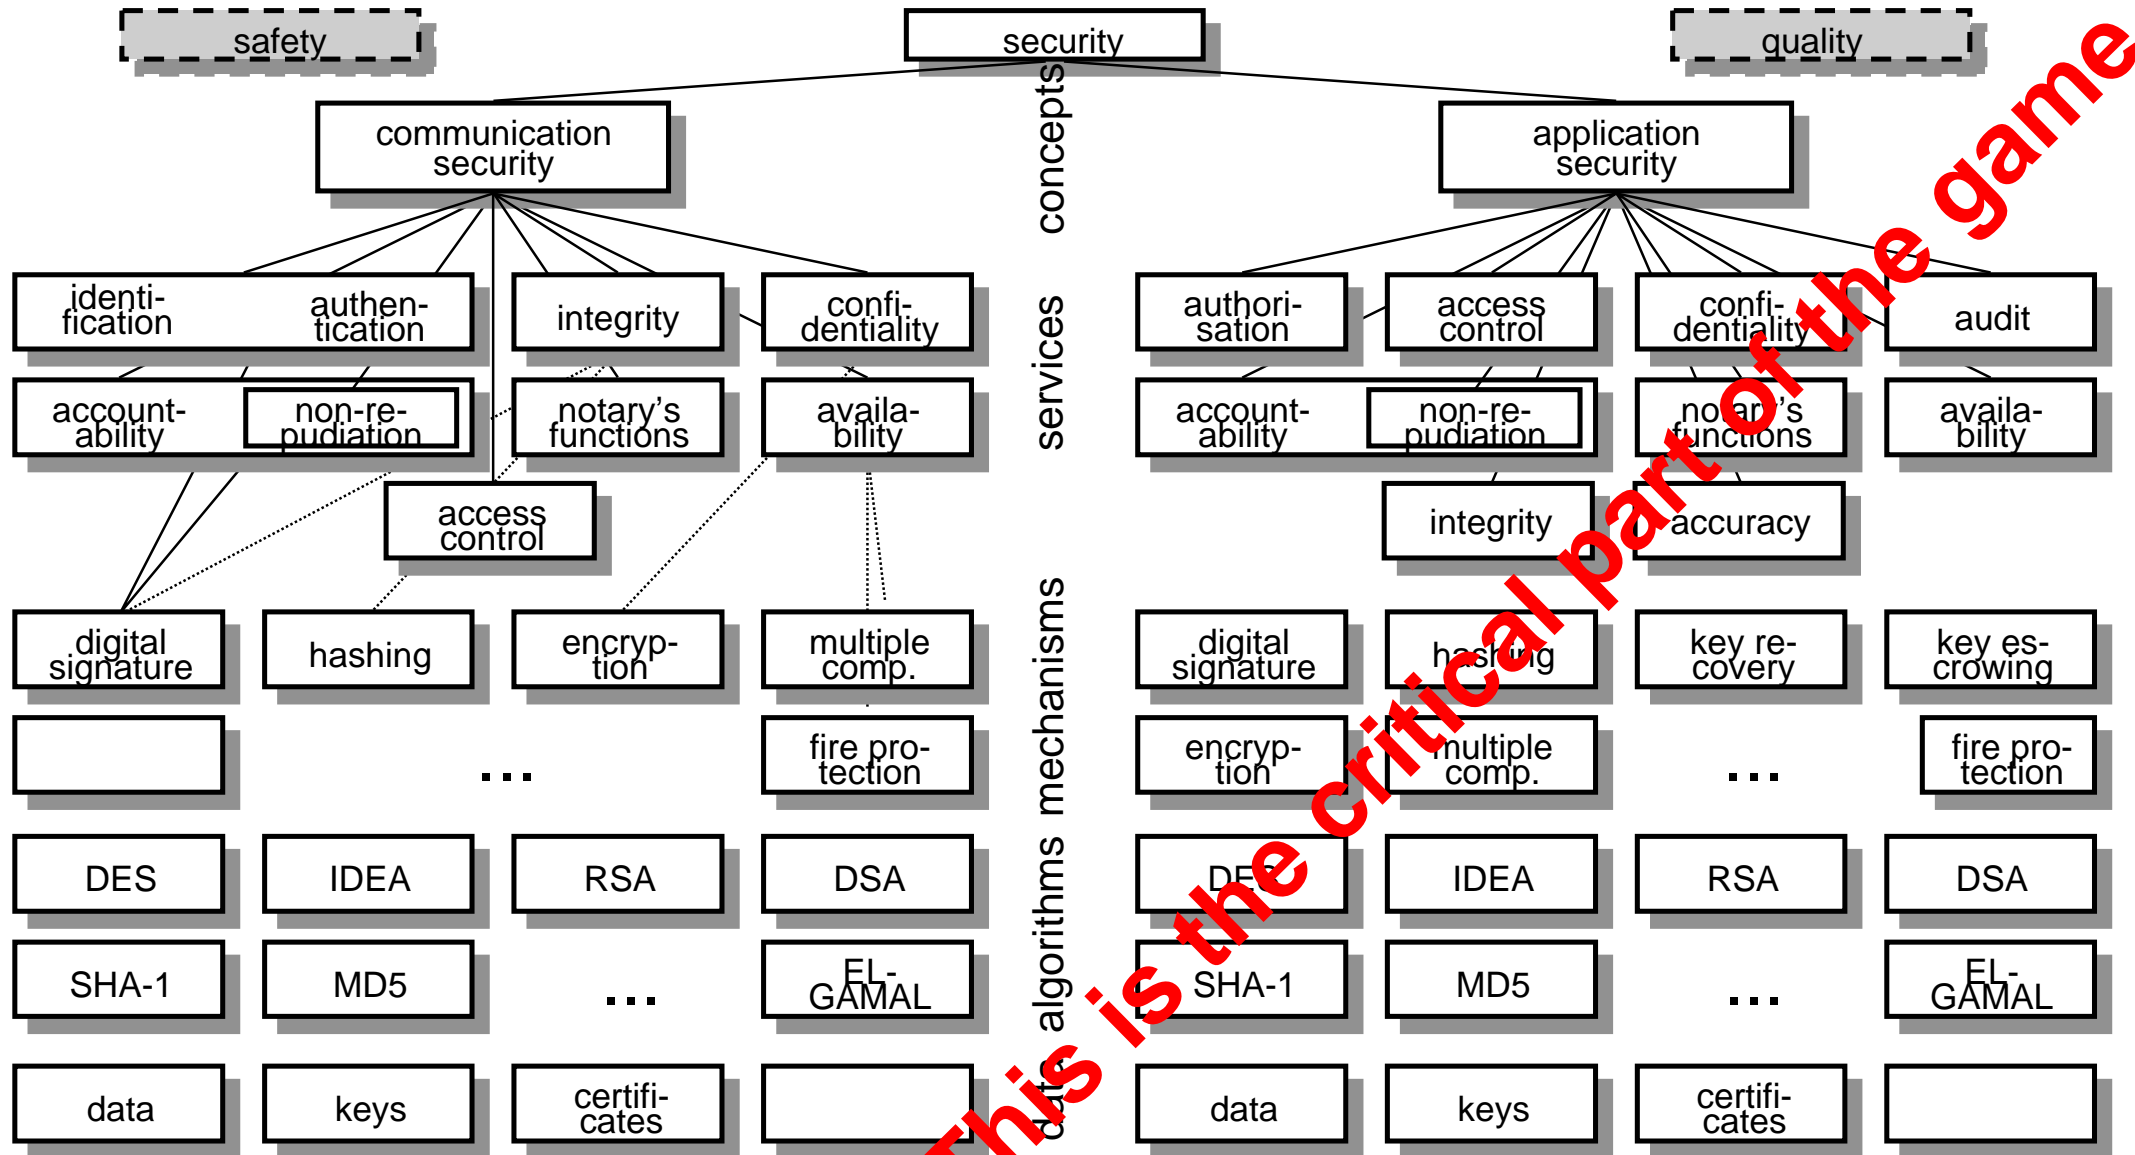 safety
security
quality
concepts
communication
security
application
security
services
identi-
fication
authen-
tication
integrity
confi-
dentiality
authori-
sation
access
control
confi-
dentiality
audit
account-
ability
non-re-
pudiation
notary's
functions
availa-
bility
account-
ability
non-re-
pudiation
notary's
functions
availa-
bility
access
control
integrity
accuracy
mechanisms
digital
signature
hashing
encryp-
tion
multiple
comp.
digital
signature
hashing
key re-
covery
key es-
crowing
...
fire pro-
tection
encryp-
tion
multiple
comp.
...
fire pro-
tection
algorithms
DES
IDEA
RSA
DSA
DES
IDEA
RSA
DSA
SHA-1
MD5
...
EL-
GAMAL
SHA-1
MD5
...
EL-
GAMAL
data
data
keys
certifi-
cates
data
keys
certifi-
cates
This is the critical part of the game